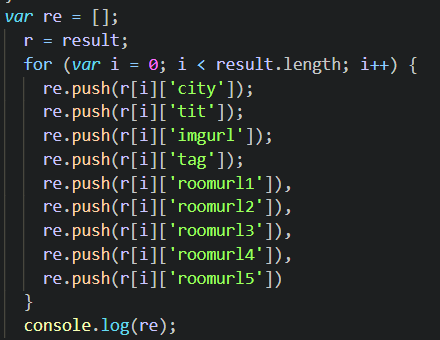 var re = [];
r = result;
for (var i = 0; i < result.length; i++) {
re.push(r[i]['city']);
re.push(r[i]['tit']);
re.push(r[i]['imgurl']);
re.push(r[i]['tag']);
re.push(r[i]['roomurl1']),
re.push(r[i]['roomurl2']),
re.push(r[i]['roomurl3']),
re.push(r[i]['roomurl4']),
re.push(r[i]['roomurl5'])
}
console.log(re);